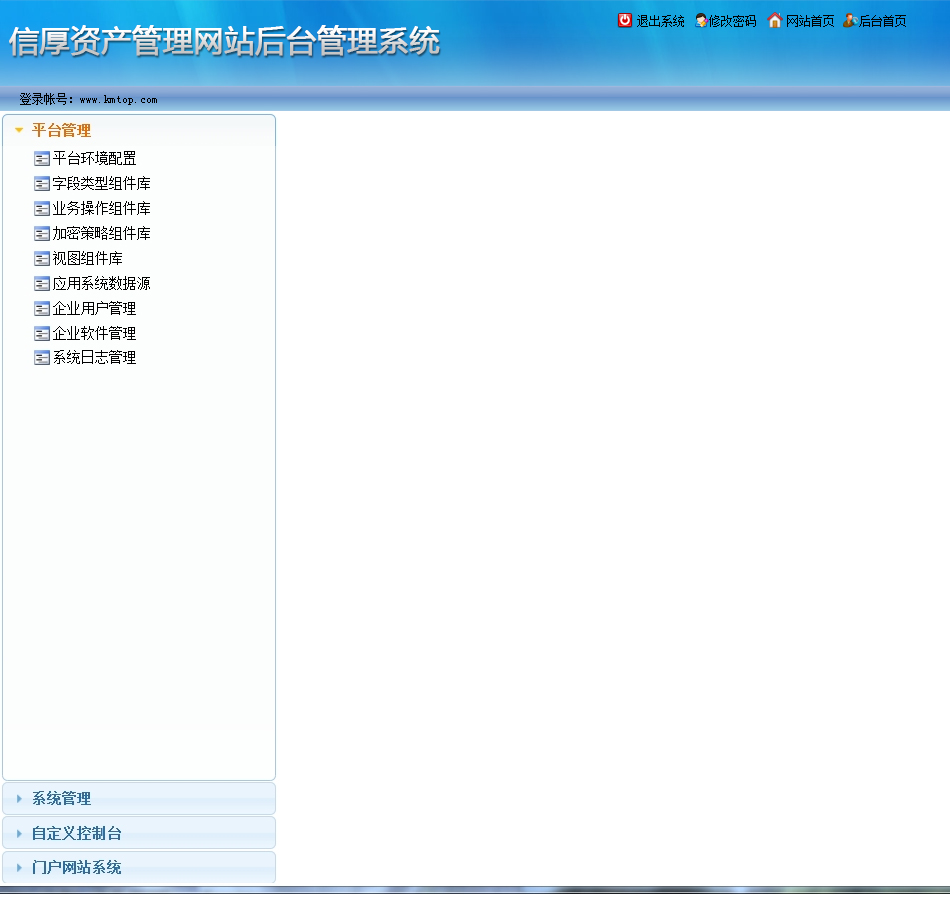 信厚资产管理网站后台管理系统
退出系统 修改密码 网站首页 后台首页
登录帐号：www.kmtop.com
平台管理
平台环境配置
字段类型组件库
业务操作组件库
加密策略组件库
视图组件库
应用系统数据源
企业用户管理
企业软件管理
系统日志管理
系统管理
自定义控制台
门户网站系统